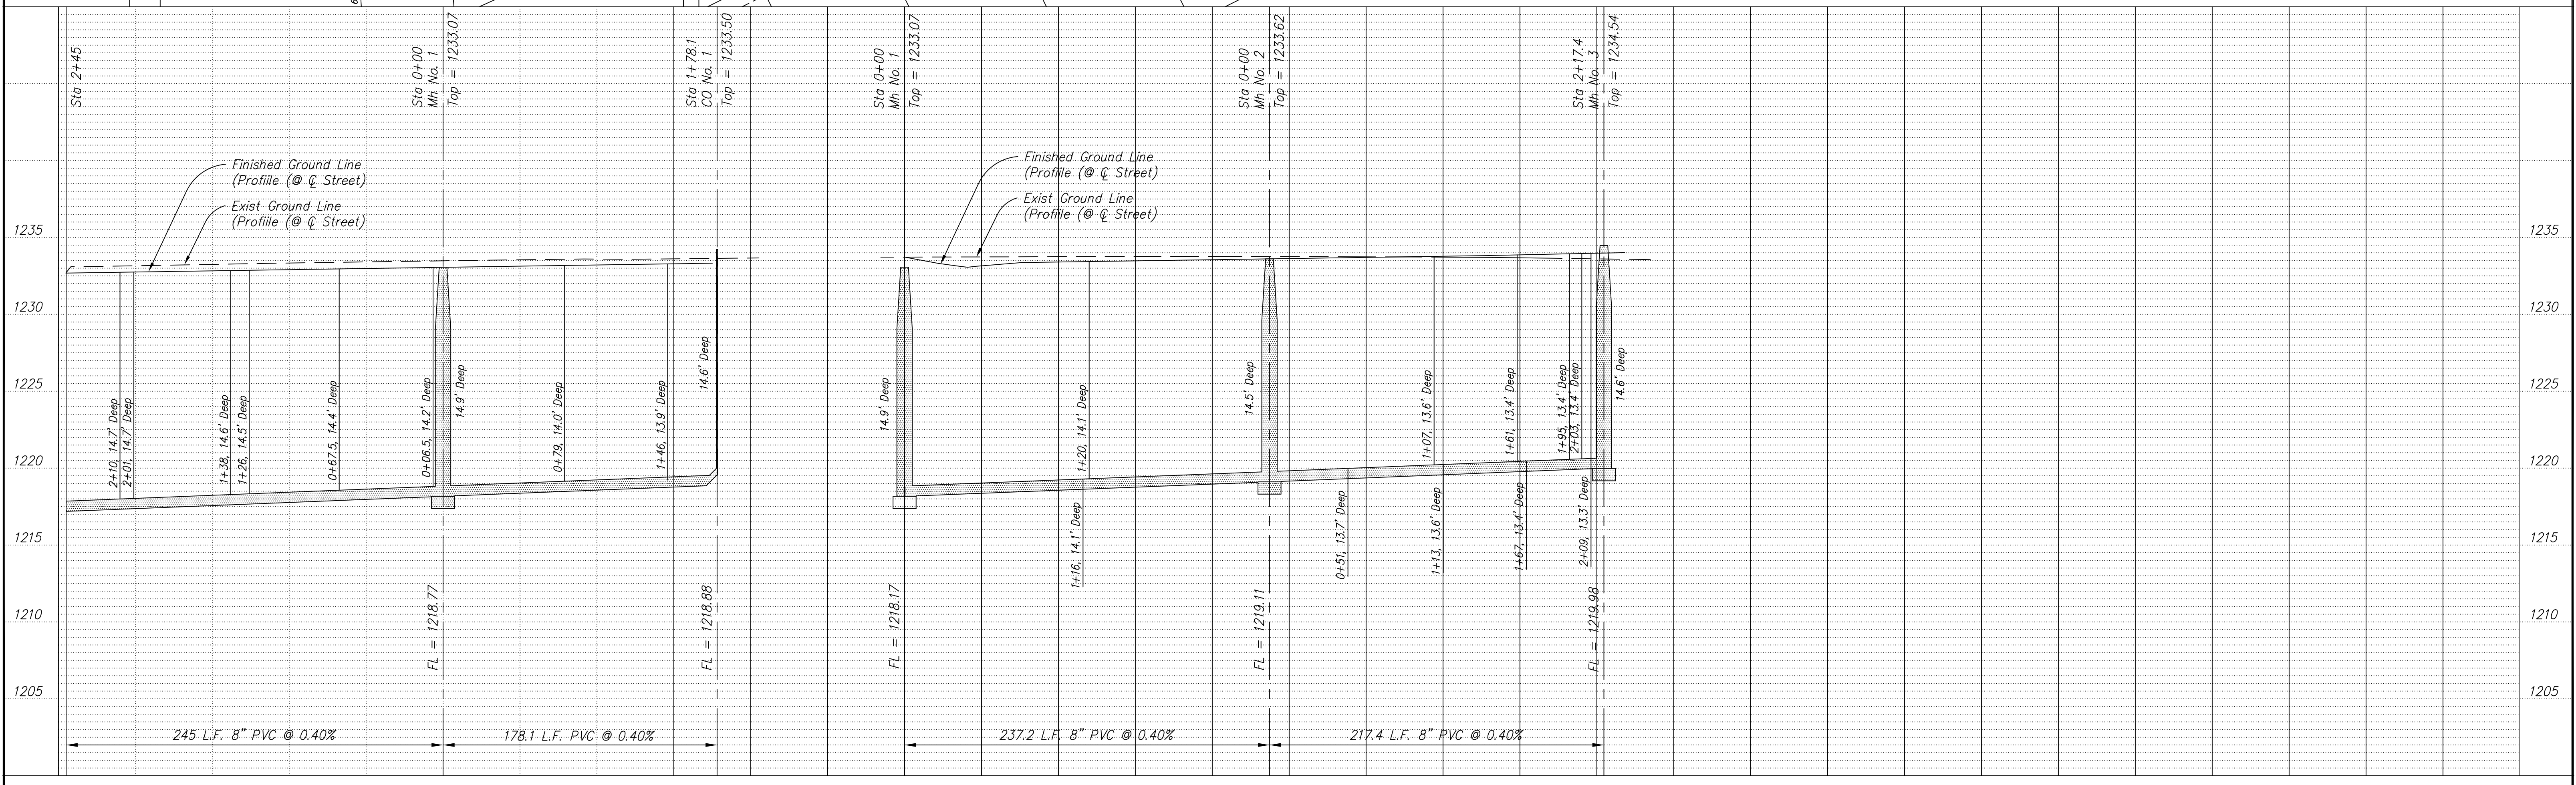 Sta 2+45
Sta 0+00
Mh No. 1
Top = 1233.07
Sta 1+78.1
CO No. 1
Top = 1233.50
Sta 0+00
Mh No. 1
Top = 1233.07
Sta 0+00
Mh No. 2
Top = 1233.62
Sta 2+17.4
Mh No. 3
Top = 1234.54
Finished Ground Line
(Profiile (@ ℄ Street)
Exist Ground Line
(Profiile (@ ℄ Street)
Finished Ground Line
(Profiile (@ ℄ Street)
Exist Ground Line
(Profiile (@ ℄ Street)
1235
1230
1225
1220
1215
1210
1205
2+10, 14.7' Deep
2+01, 14.7' Deep
1+38, 14.6' Deep
1+26, 14.5' Deep
0+67.5, 14.4' Deep
0+06.5, 14.2' Deep
14.9' Deep
0+79, 14.0' Deep
1+46, 13.9' Deep
14.6' Deep
14.9' Deep
1+20, 14.1' Deep
1+16, 14.1' Deep
14.5' Deep
0+51, 13.7' Deep
1+07, 13.6' Deep
1+13, 13.6' Deep
1+61, 13.4' Deep
1+67, 13.4' Deep
1+95, 13.4' Deep
2+03, 13.4' Deep
2+09, 13.3' Deep
14.6' Deep
FL = 1218.77
FL = 1218.88
FL = 1218.17
FL = 1219.11
FL = 1219.98
245 L.F. 8" PVC @ 0.40%
178.1 L.F. PVC @ 0.40%
237.2 L.F. 8" PVC @ 0.40%
217.4 L.F. 8" PVC @ 0.40%
1235
1230
1225
1220
1215
1210
1205